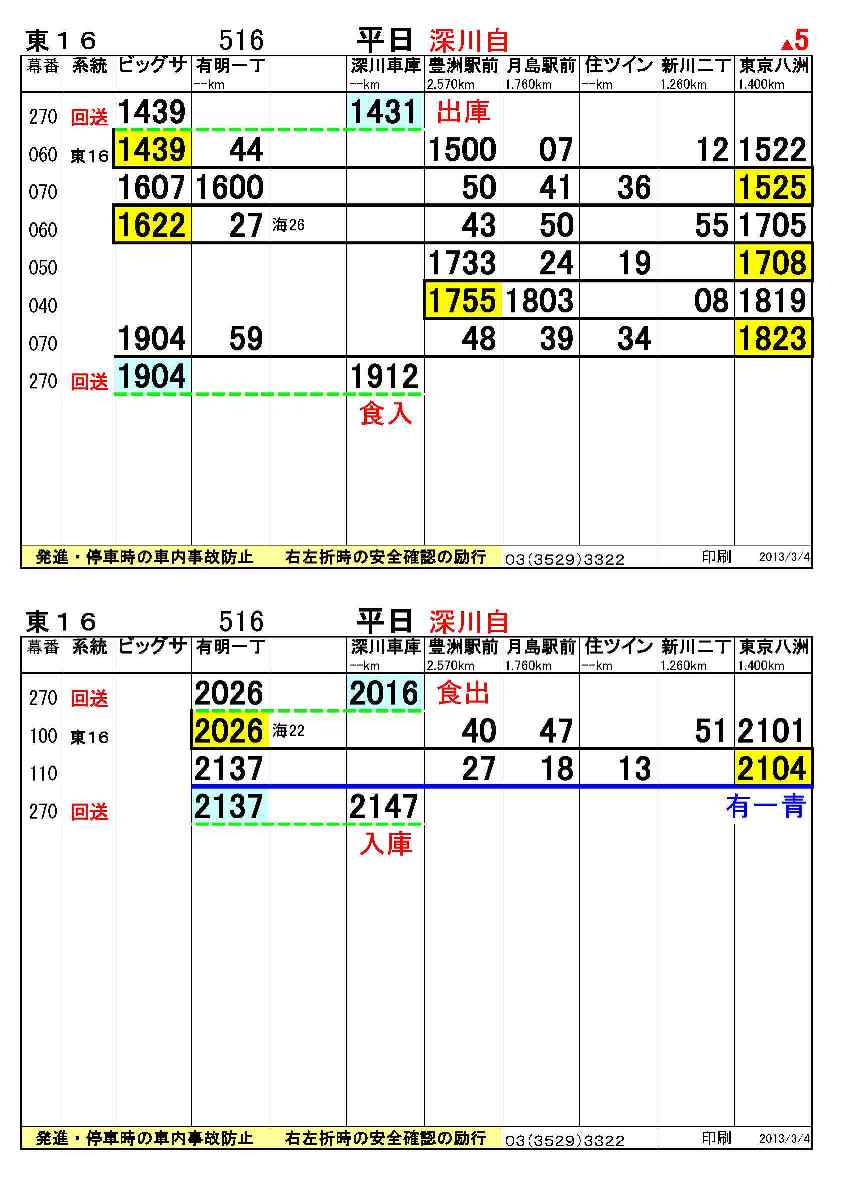 東16 516 平日 深川自 ▲5
幕番 系統 ビッグサ 有明一丁 深川車庫 豊洲駅前 月島駅前 住ツイン 新川二丁 東京八洲
--km --km 2.570km 1.760km --km 1.260km 1.400km
270 回送 1439 1431 出庫
060 東16 1439 44 1500 07 12 1522
070 1607 1600 50 41 36 1525
060 1622 27 海26 43 50 55 1705
050 1733 24 19 1708
040 1755 1803 08 1819
070 1904 59 48 39 34 1823
270 回送 1904 1912
食入
発進・停車時の車内事故防止 右左折時の安全確認の励行 03(3529)3322 印刷 2013/3/4
東16 516 平日 深川自
幕番 系統 ビッグサ 有明一丁 深川車庫 豊洲駅前 月島駅前 住ツイン 新川二丁 東京八洲
--km --km 2.570km 1.760km --km 1.260km 1.400km
270 回送 2026 2016 食出
100 東16 2026 海22 40 47 51 2101
110 2137 27 18 13 2104
270 回送 2137 2147 有一青
入庫
発進・停車時の車内事故防止 右左折時の安全確認の励行 03(3529)3322 印刷 2013/3/4